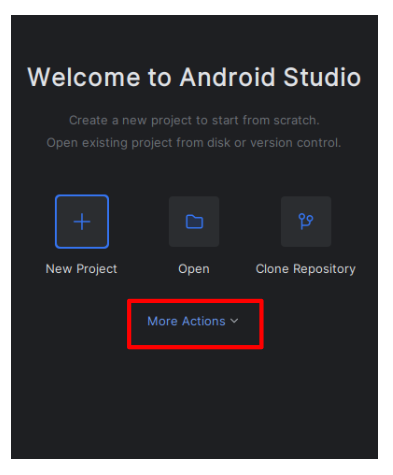 Welcome to Android Studio
Create a new project to start from scratch.
Open existing project from disk or version control.
New Project
Open
Clone Repository
More Actions